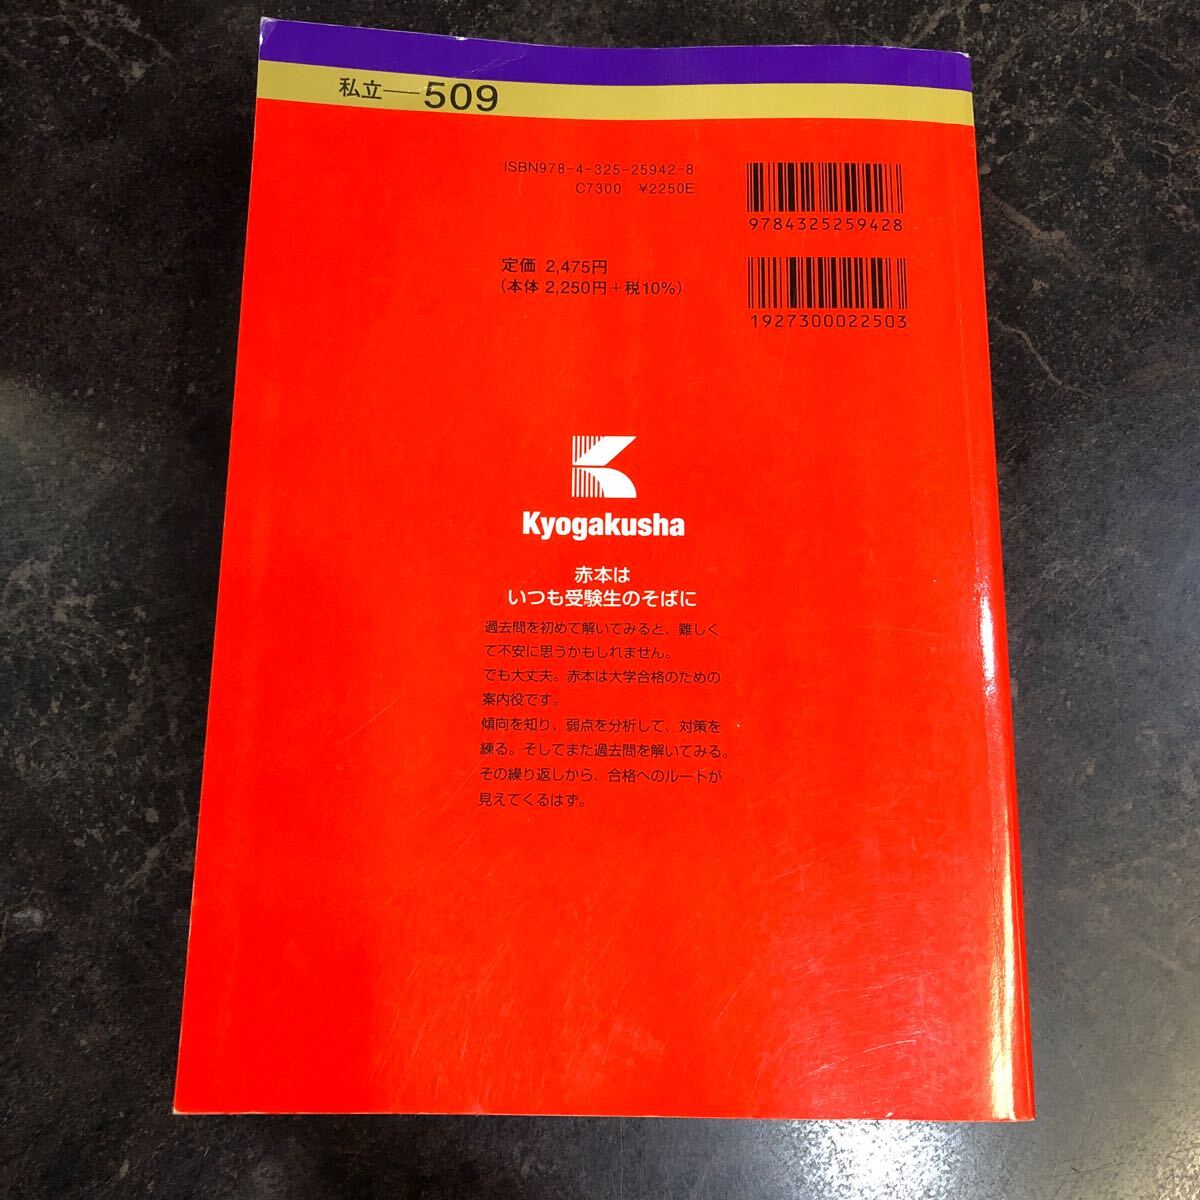 私立—509
ISBN978-4-325-25942-8
C7300 ¥2250E
9784325259428
定価 2,475円
(本体 2,250円+税10%)
1927300022503
Kyogakusha
赤本は
いつも受験生のそばに
過去問を初めて解いてみると、難しく
て不安に思うかもしれません。
でも大丈夫。赤本は大学合格のための
案内役です。
傾向を知り、弱点を分析して、対策を
練る。そしてまた過去問を解いてみる。
その繰り返しから、合格へのルートが
見えてくるはず。